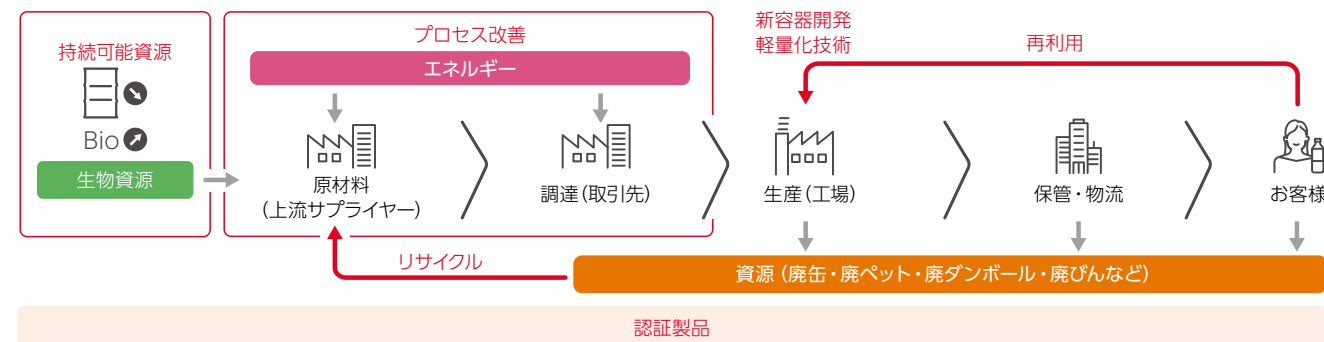 持続可能資源
Bio
生物資源
プロセス改善
エネルギー
原材料
(上流サプライヤー)
調達(取引先)
新容器開発
軽量化技術
再利用
生産(工場)
保管・物流
お客様
リサイクル
資源(廃缶・廃ペット・廃ダンボール・廃びんなど)
認証製品